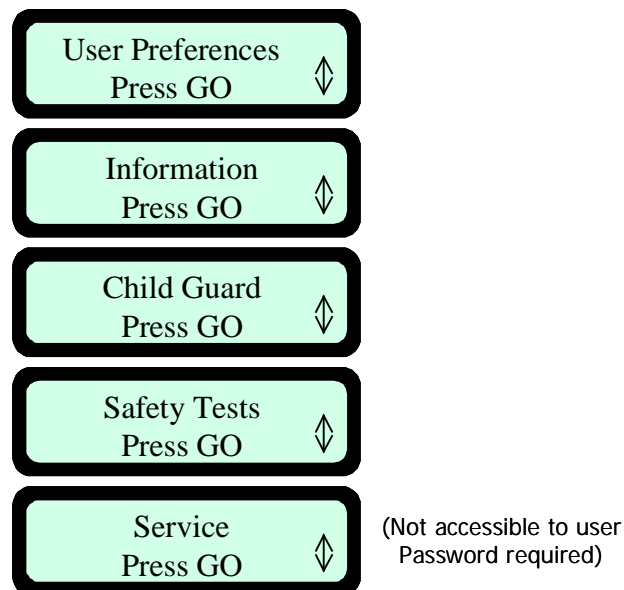 User Preferences
Press GO
Information
Press GO
Child Guard
Press GO
Safety Tests
Press GO
Service
Press GO
(Not accessible to user
Password required)